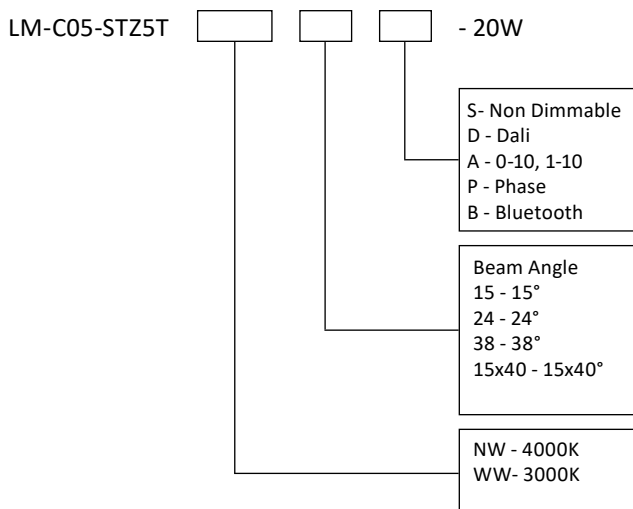 LM-C05-STZ5T - 20W
S- Non Dimmable
D - Dali
A - 0-10, 1-10
P - Phase
B - Bluetooth
Beam Angle
15 - 15°
24 - 24°
38 - 38°
15x40 - 15x40°
NW - 4000K
WW- 3000K